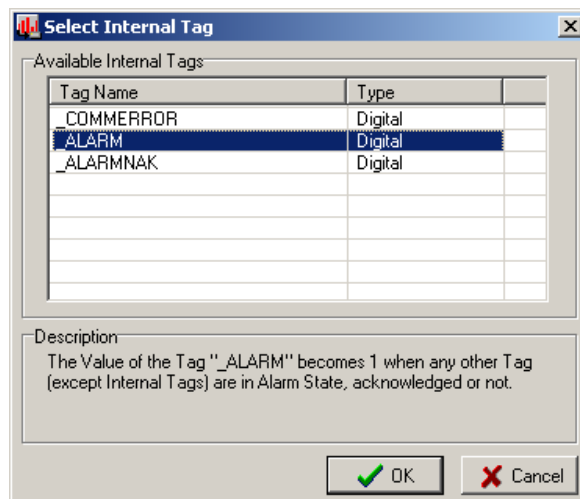 Select Internal Tag
Available Internal Tags
Tag Name Type
_COMMERROR Digital
_ALARM Digital
_ALARMNAK Digital
Description
The Value of the Tag "_ALARM" becomes 1 when any other Tag
(except Internal Tags) are in Alarm State, acknowledged or not.
OK Cancel